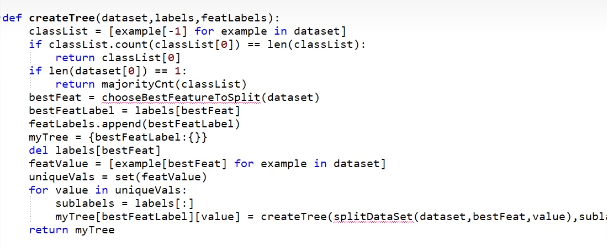 def createTree(dataset,labels,featLabels):
    classList = [example[-1] for example in dataset]
    if classList.count(classList[0]) == len(classList):
        return classList[0]
    if len(dataset[0]) == 1:
        return majorityCnt(classList)
    bestFeat = chooseBestFeatureToSplit(dataset)
    bestFeatLabel = labels[bestFeat]
    featLabels.append(bestFeatLabel)
    myTree = {bestFeatLabel:{}}
    del labels[bestFeat]
    featValue = [example[bestFeat] for example in dataset]
    uniqueVals = set(featValue)
    for value in uniqueVals:
        sublabels = labels[:]
        myTree[bestFeatLabel][value] = createTree(splitDataSet(dataset,bestFeat,value),subla
    return myTree